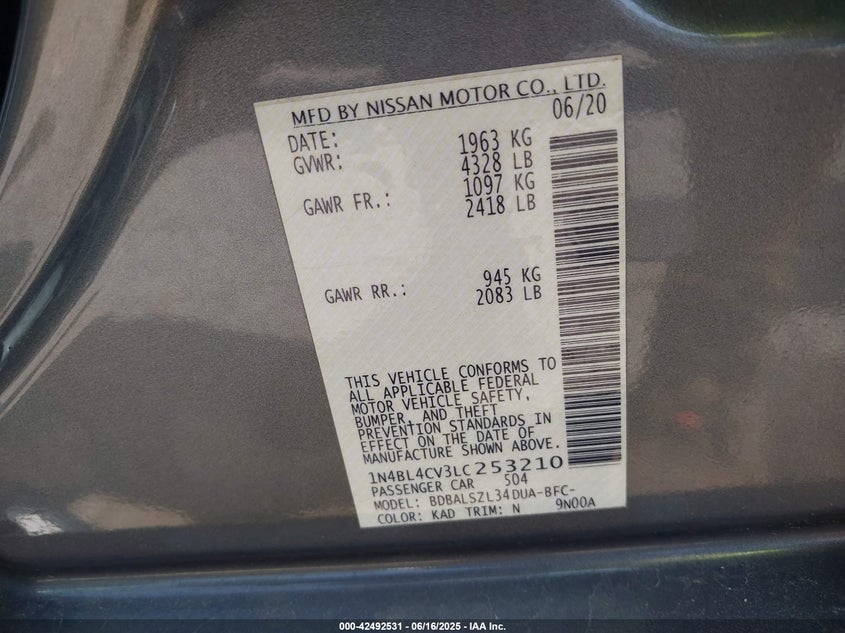 MFD BY NISSAN MOTOR CO., LTD.
DATE: 06/20
GVWR: 1963 KG
4328 LB
GAWR FR.: 1097 KG
2418 LB
GAWR RR.: 945 KG
2083 LB
THIS VEHICLE CONFORMS TO
ALL APPLICABLE FEDERAL
MOTOR VEHICLE SAFETY,
BUMPER, AND THEFT
PREVENTION STANDARDS IN
EFFECT ON THE DATE OF
MANUFACTURE SHOWN ABOVE.
1N4BL4CV3LC253210
PASSENGER CAR S04
MODEL: BDBALSZL34DUA-BFC-
COLOR: KAD TRIM: N 9N00A
000-42492531 - 06/16/2025 - IAA Inc.